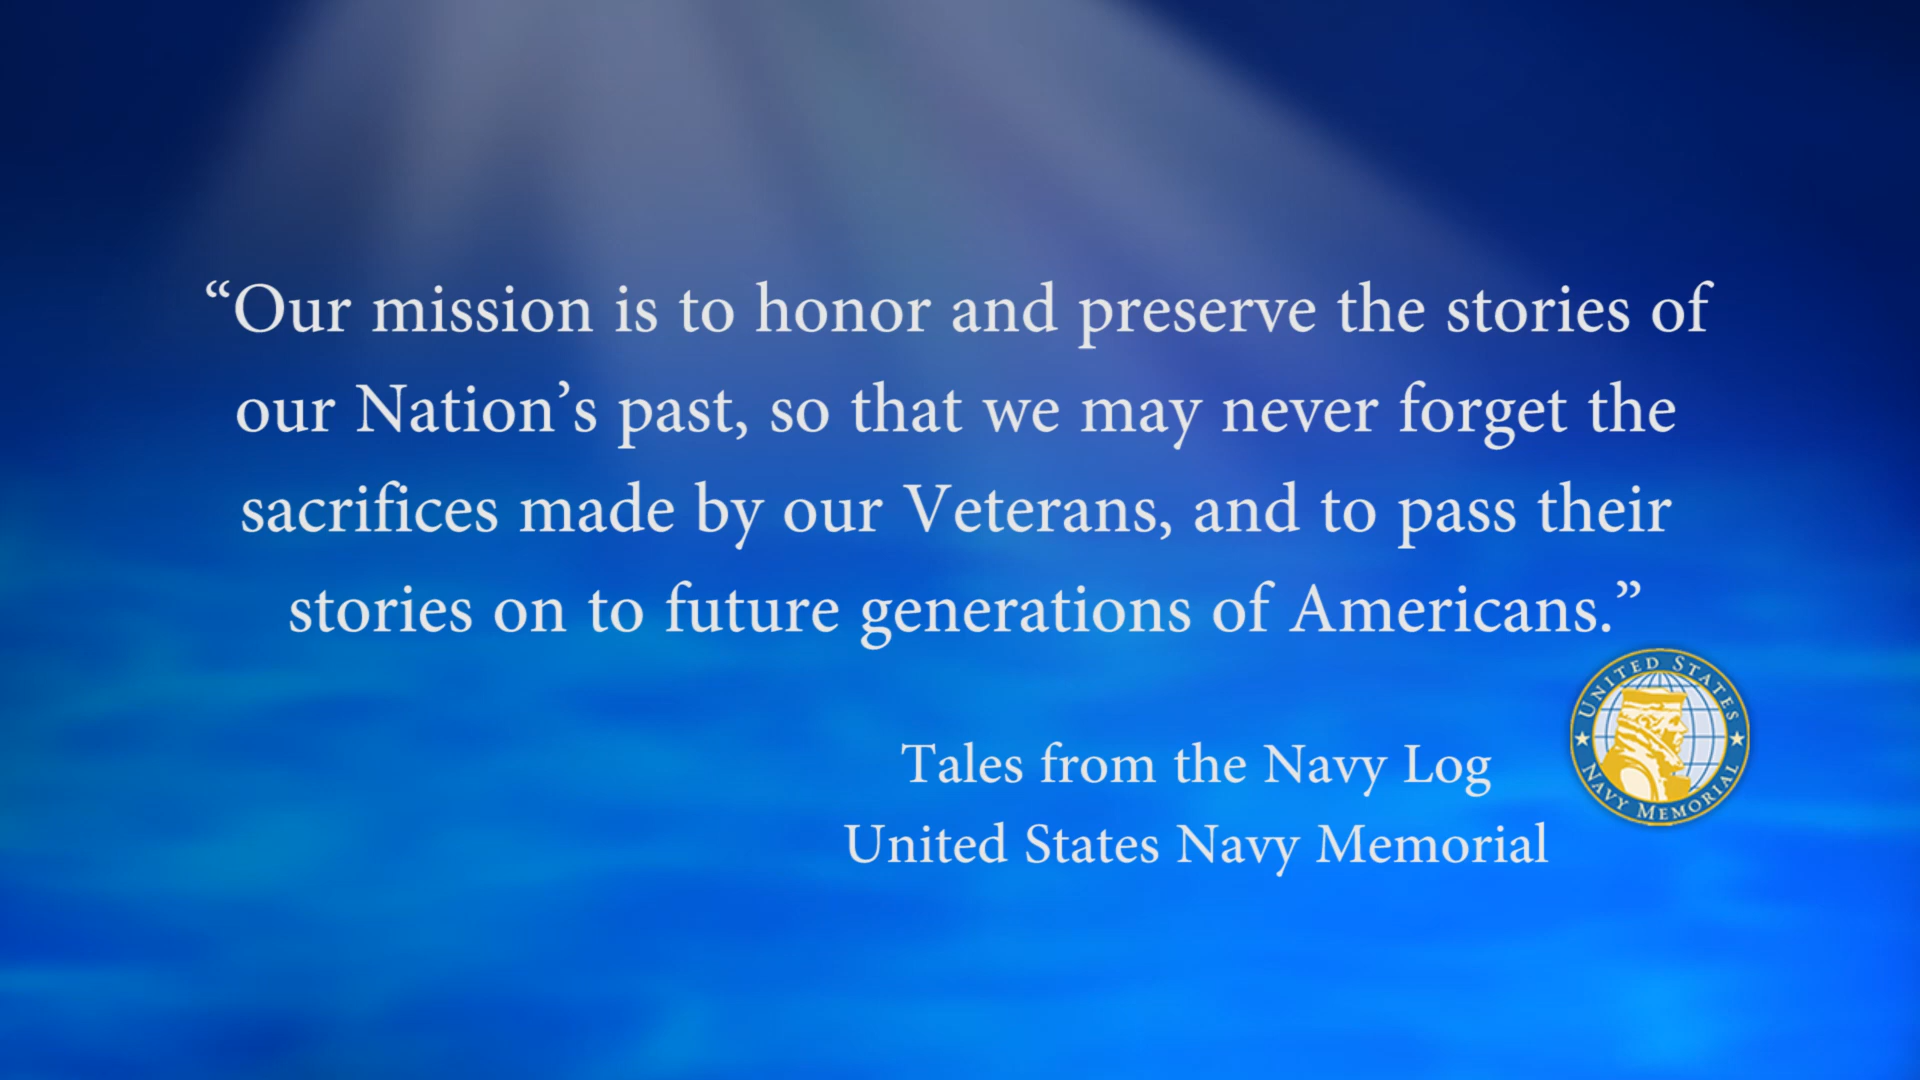 “Our mission is to honor and preserve the stories of
our Nation’s past, so that we may never forget the
sacrifices made by our Veterans, and to pass their
stories on to future generations of Americans.”
Tales from the Navy Log
United States Navy Memorial
UNITED STATES
NAVY MEMORIAL